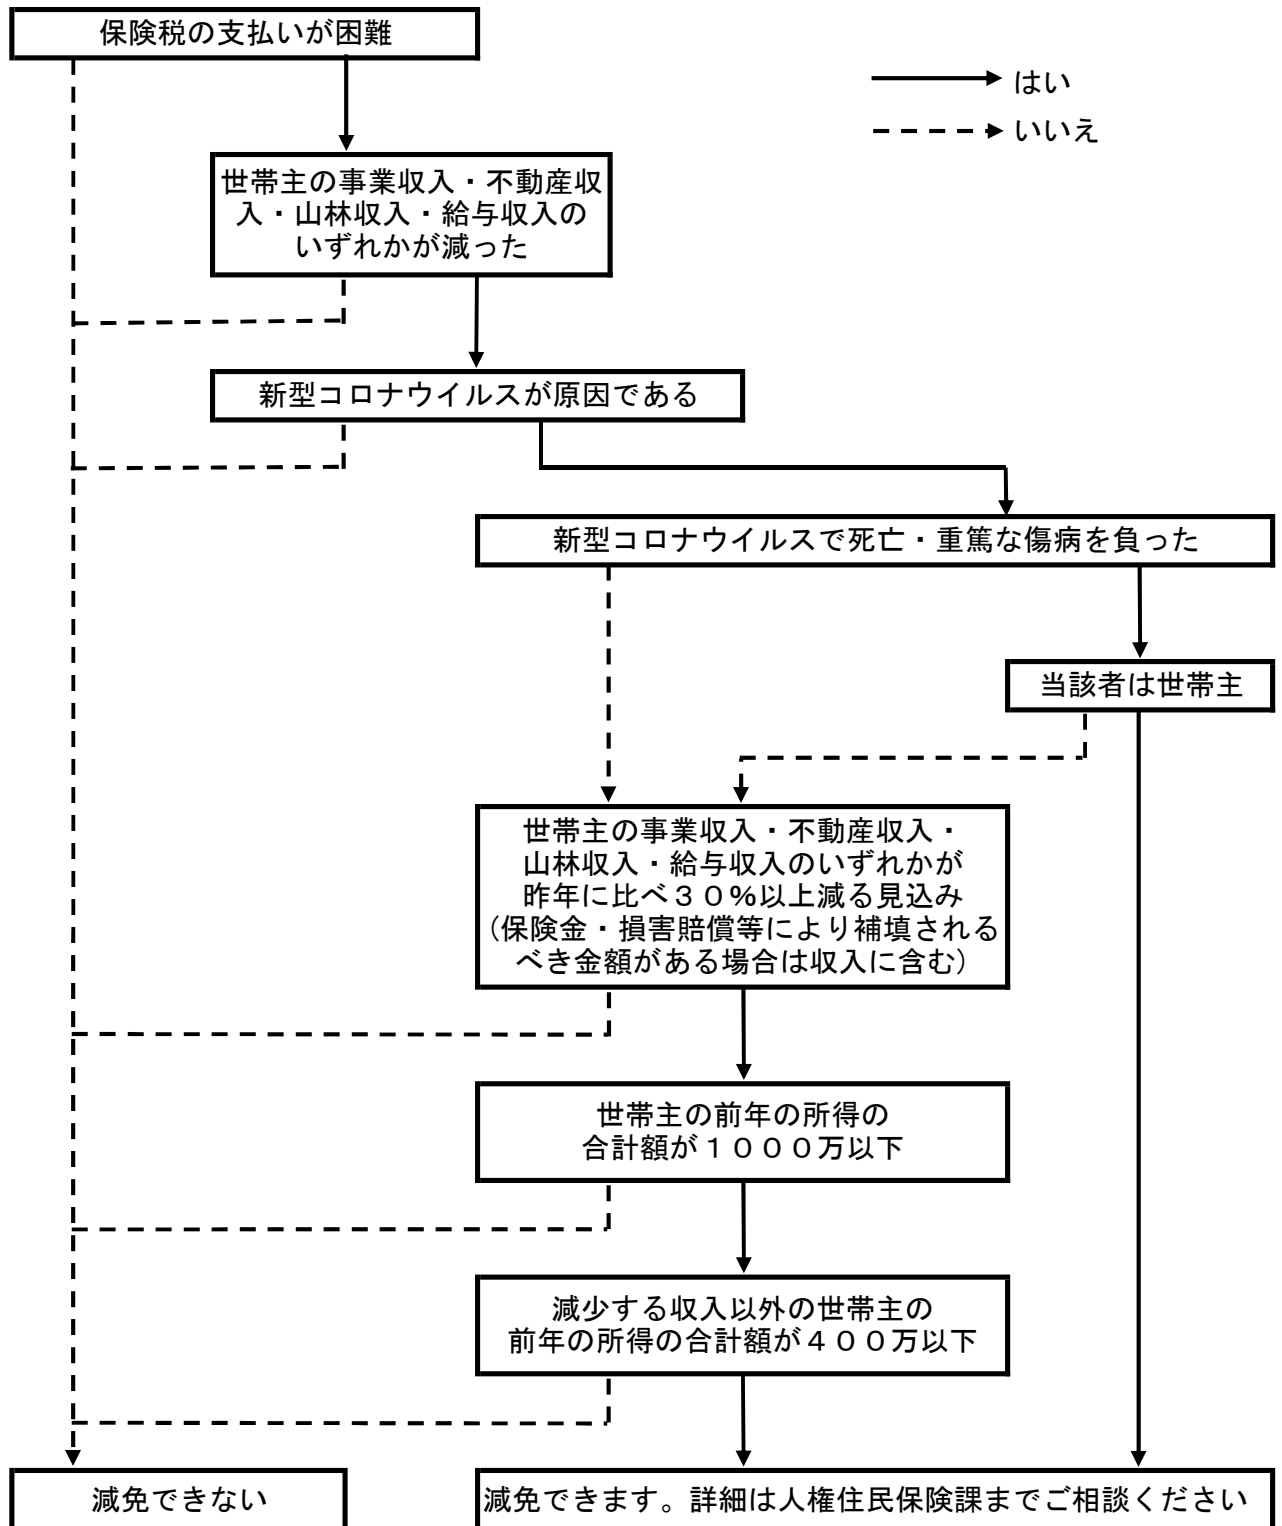 保険税の支払いが困難
はい
いいえ
世帯主の事業収入・不動産収
入・山林収入・給与収入の
いずれかが減った
新型コロナウイルスが原因である
新型コロナウイルスで死亡・重篤な傷病を負った
当該者は世帯主
世帯主の事業収入・不動産収入・
山林収入・給与収入のいずれかが
昨年に比べ３０％以上減る見込み
(保険金・損害賠償等により補填される
べき金額がある場合は収入に含む)
世帯主の前年の所得の
合計額が１０００万以下
減少する収入以外の世帯主の
前年の所得の合計額が４００万以下
減免できない
減免できます。詳細は人権住民保険課までご相談ください